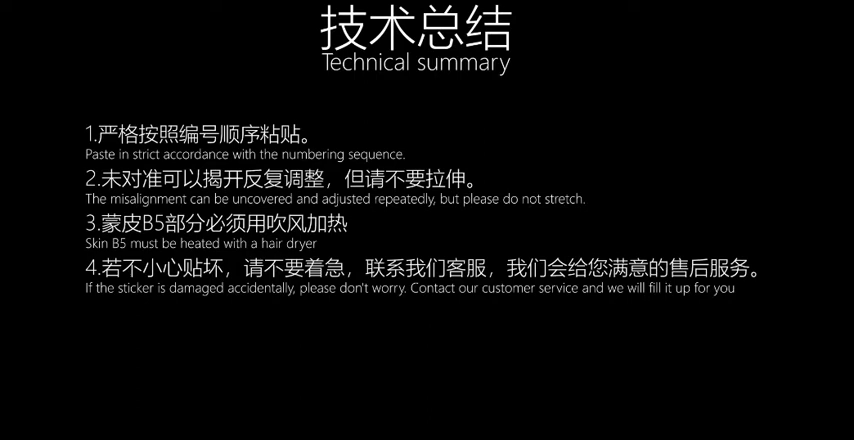 技术总结
Technical summary
1.严格按照编号顺序粘贴。
Paste in strict accordance with the numbering sequence.
2.未对准可以揭开反复调整，但请不要拉伸。
The misalignment can be uncovered and adjusted repeatedly, but please do not stretch.
3.蒙皮B5部分必须用吹风加热
Skin B5 must be heated with a hair dryer
4.若不小心贴坏，请不要着急，联系我们客服，我们会给您满意的售后服务。
If the sticker is damaged accidentally, please don't worry. Contact our customer service and we will fill it up for you